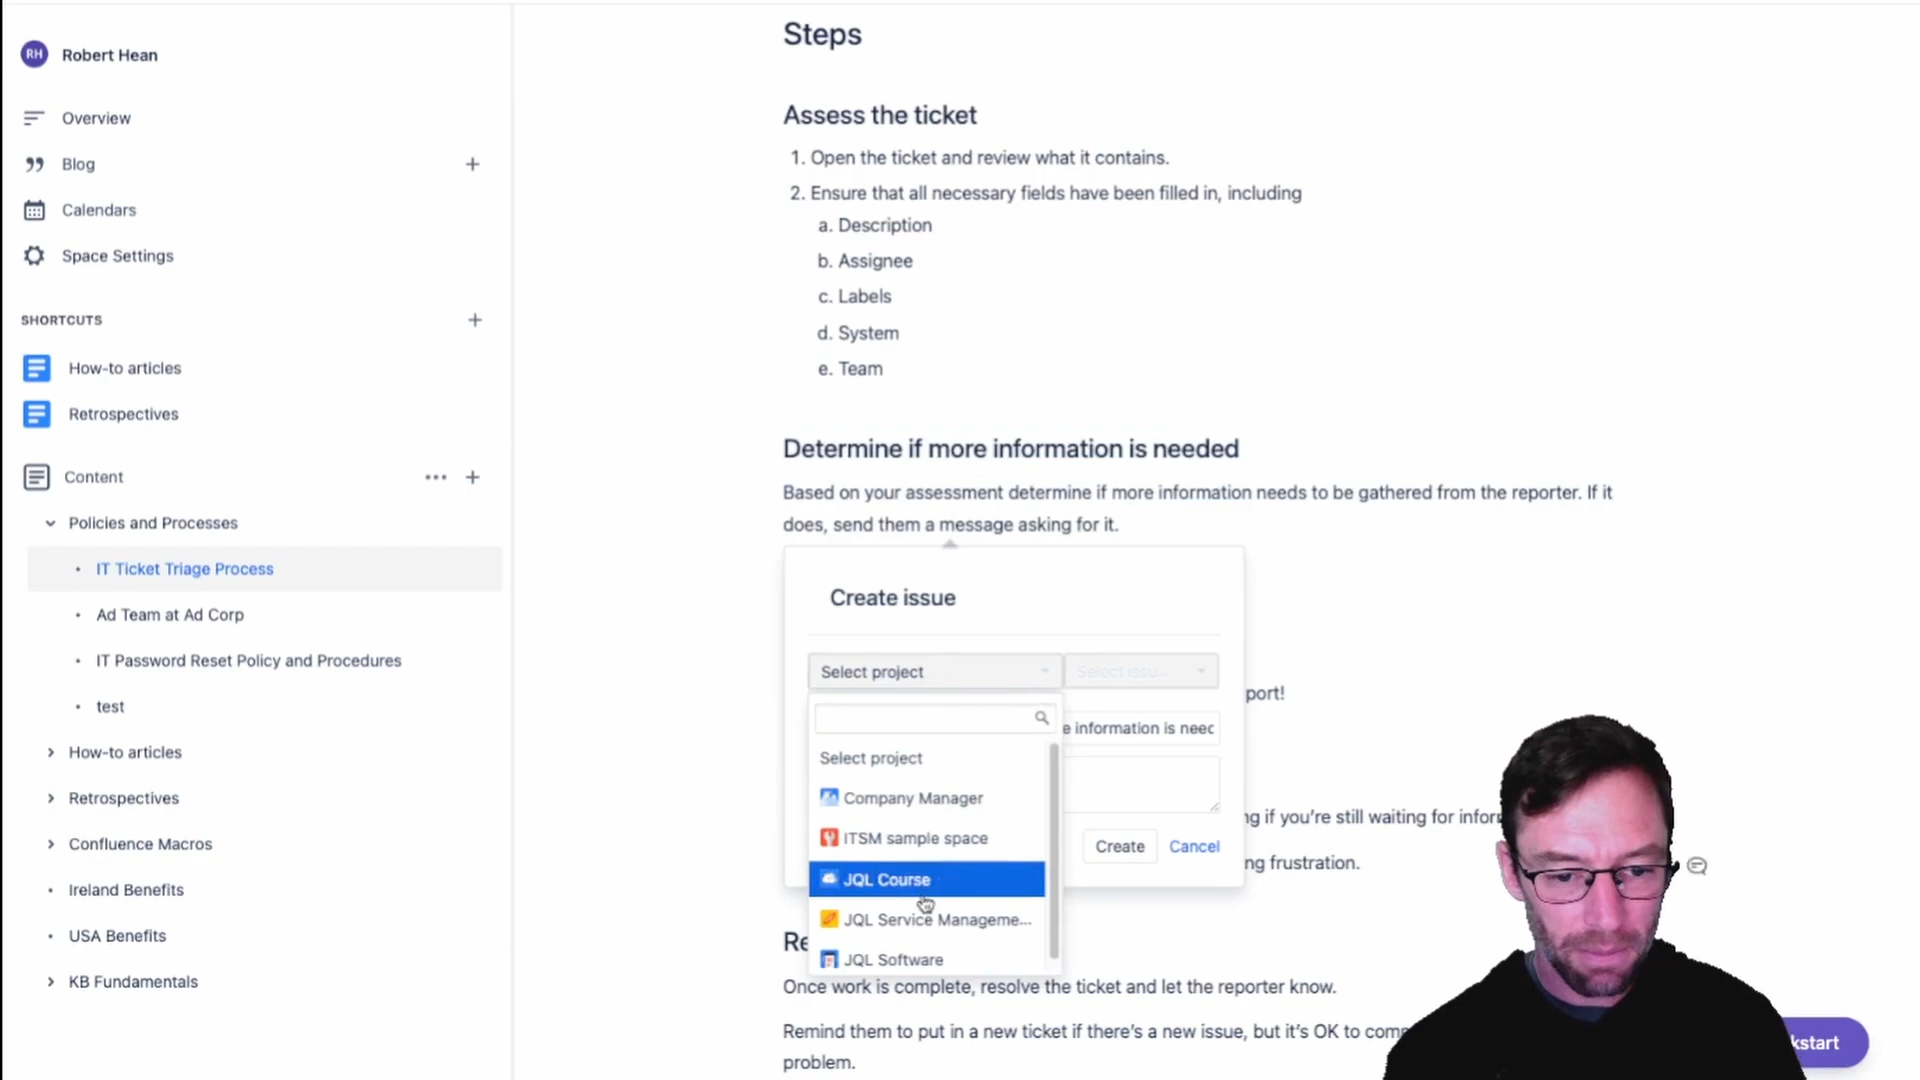 RH Robert Hean
Overview
Blog
Calendars
Space Settings
SHORTCUTS
How-to articles
Retrospectives
Content
Policies and Processes
IT Ticket Triage Process
Ad Team at Ad Corp
IT Password Reset Policy and Procedures
test
How-to articles
Retrospectives
Confluence Macros
Ireland Benefits
USA Benefits
KB Fundamentals
Steps
Assess the ticket
1. Open the ticket and review what it contains.
2. Ensure that all necessary fields have been filled in, including
a. Description
b. Assignee
c. Labels
d. System
e. Team
Determine if more information is needed
Based on your assessment determine if more information needs to be gathered from the reporter. If it
does, send them a message asking for it.
Create issue
Select project Select issu...
port!
e information is neec
Select project
Company Manager
ITSM sample space
JQL Course
JQL Service Manageme...
JQL Software
Create Cancel
ng if you're still waiting for infor
ng frustration.
Re
Once work is complete, resolve the ticket and let the reporter know.
Remind them to put in a new ticket if there's a new issue, but it's OK to com
problem.
kstart